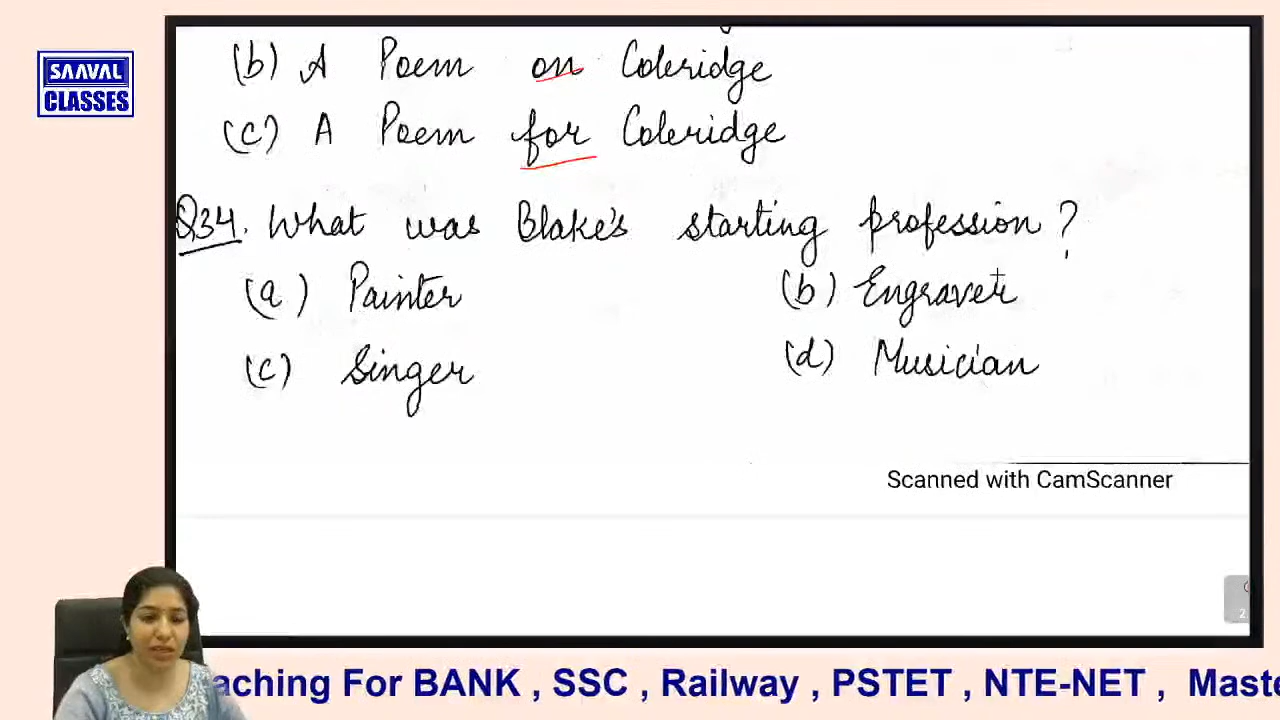 SAAVAL
CLASSES
(b) A Poem on Coleridge
(c) A Poem for Coleridge
Q34. What was Blake's starting profession?
(a) Painter (b) Engraver
(c) Singer (d) Musician
Scanned with CamScanner
aching For BANK , SSC , Railway , PSTET , NTE-NET , Maste